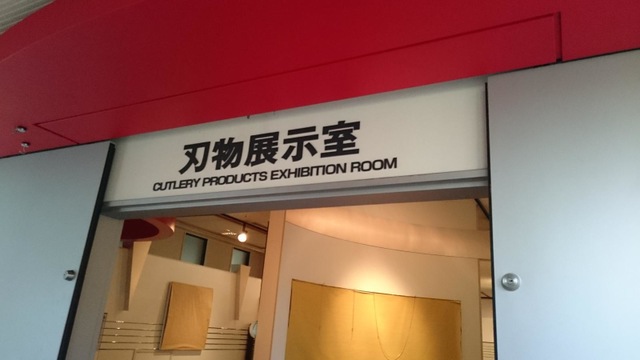 刃物展示室
CUTLERY PRODUCTS EXHIBITION ROOM